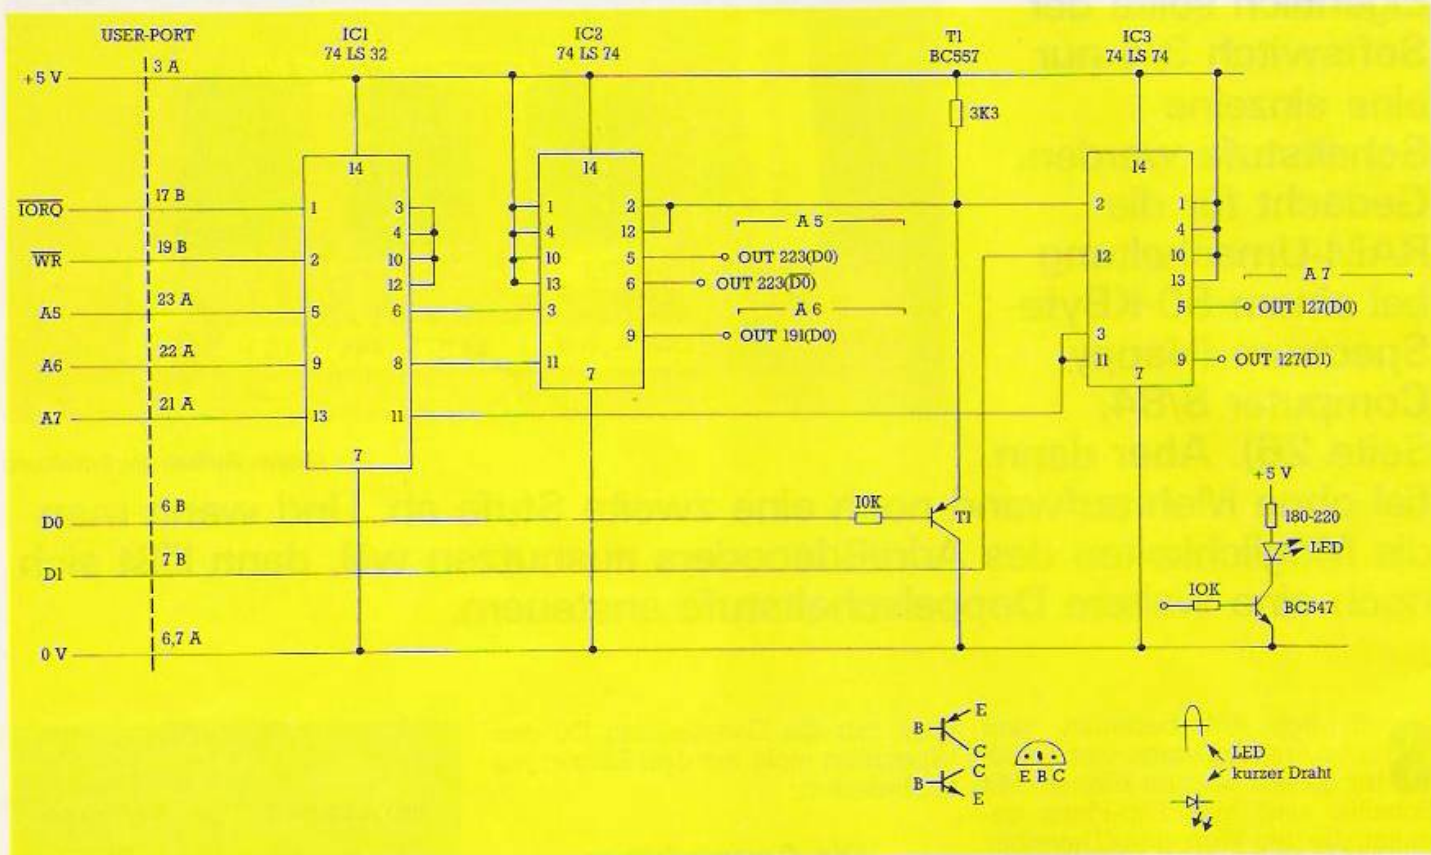 USER-PORT
IC1
74 LS 32
IC2
74 LS 74
T1
BC557
IC3
74 LS 74
+5 V
3 A
3K3
14
14
14
IORQ
17 B
1
3
1
2
2
1
4
4
12
4
A 5
WR
19 B
2
10
10
5
OUT 223(D0)
12
10
12
13
6
OUT 223(D0)
13
A 7
A5
23 A
5
6
3
A 6
5
OUT 127(D0)
9
OUT 191(D0)
3
A6
22 A
9
8
11
11
9
OUT 127(D1)
7
7
A7
21 A
13
11
7
+5 V
D0
6 B
10K
T1
180-220
LED
D1
7 B
10K
BC547
0 V
6,7 A
E
B
C
C
B
E
E B C
LED
kurzer Draht